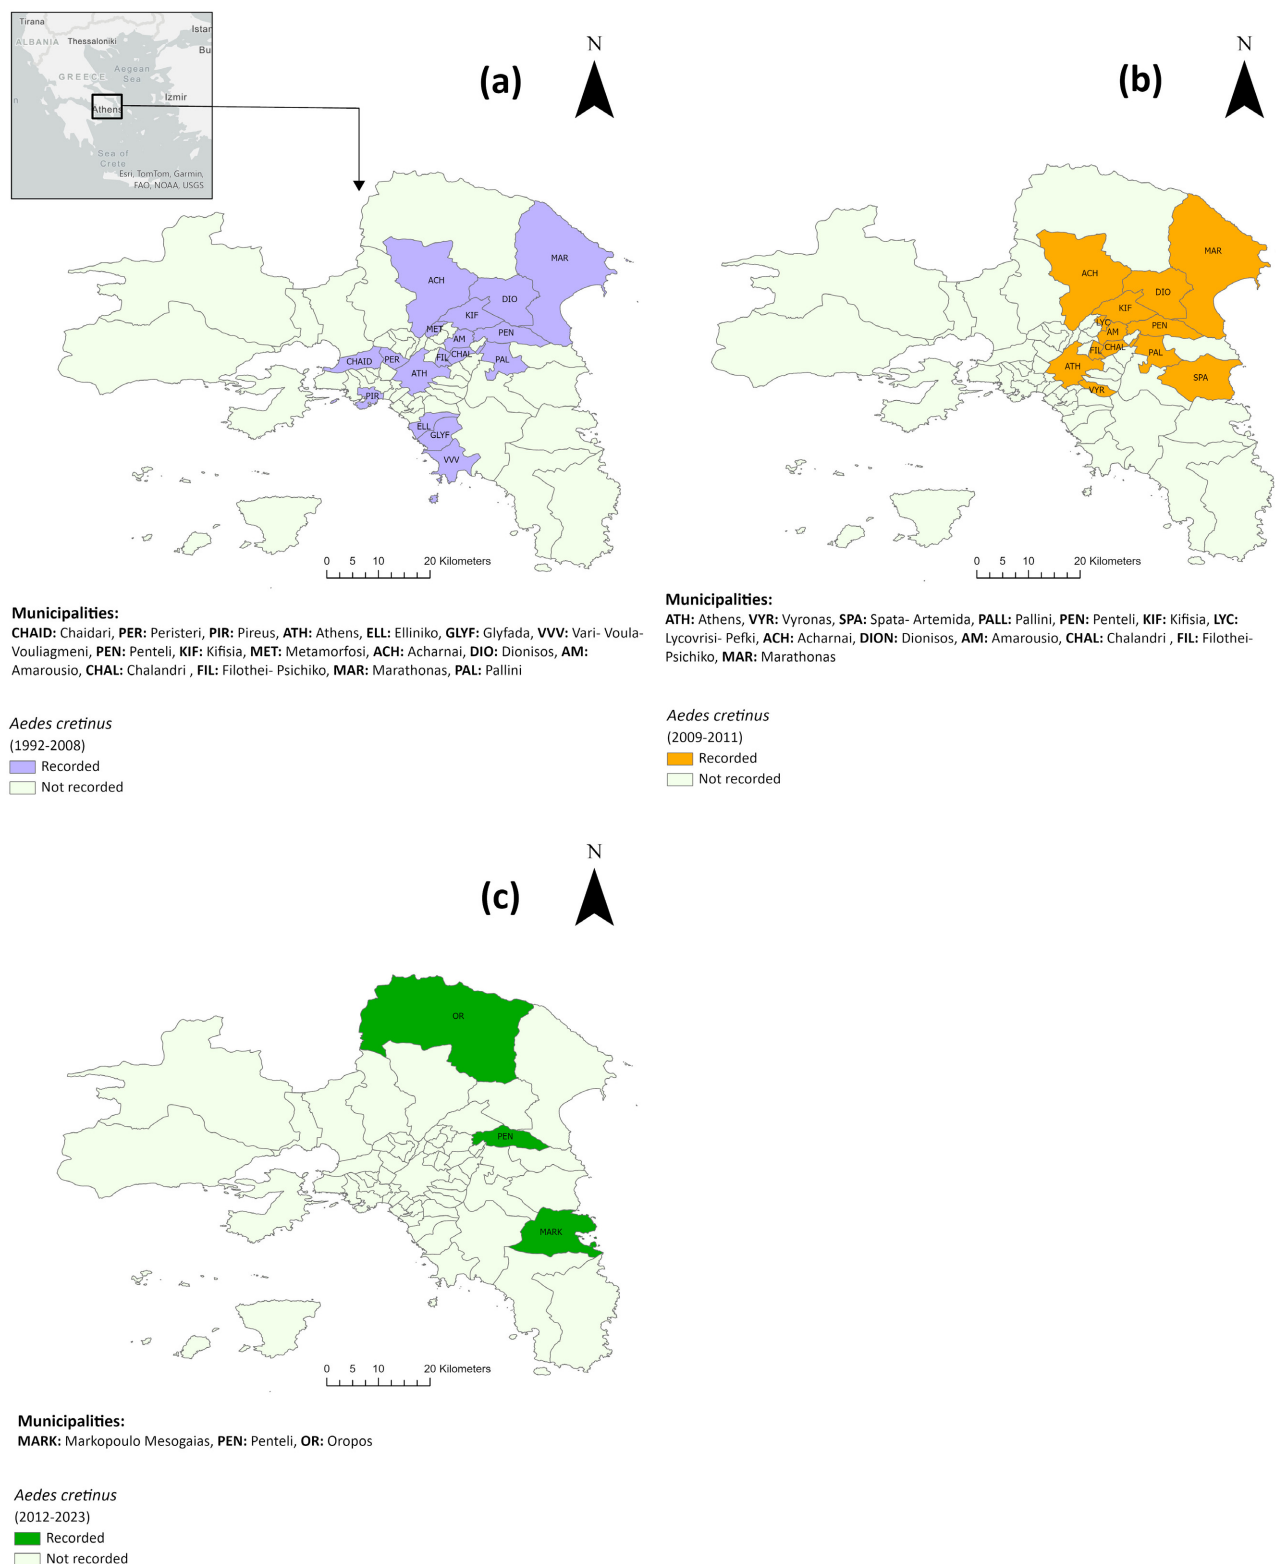 Tirana
Istan
ALBANIA
Thessaloniki
Bu
Aegean
Sea
GREECE
n
Izmir
Athens
Sea of
Crete
Esri, TomTom, Garmin,
FAO, NOAA, USGS
(a)
N
MAR
ACH
DIO
KIF
MET
PEN
AM
CHAID
PER
FIL
CHAL
PAL
ATH
PIR
ELL
GLYF
VVV
0 5 10 20 Kilometers
Municipalities:
CHAID: Chaidari, PER: Peristeri, PIR: Pireus, ATH: Athens, ELL: Elliniko, GLYF: Glyfada, VVV: Vari- Voula-
Vouliagmeni, PEN: Penteli, KIF: Kifisia, MET: Metamorfosi, ACH: Acharnai, DIO: Dionisos, AM:
Amarousio, CHAL: Chalandri , FIL: Filothei- Psichiko, MAR: Marathonas, PAL: Pallini
Aedes cretinus
(1992-2008)
Recorded
Not recorded
(b)
N
MAR
ACH
DIO
KIF
LYC
PEN
AM
FIL
CHAL
PAL
ATH
SPA
VYR
0 5 10 20 Kilometers
Municipalities:
ATH: Athens, VYR: Vyronas, SPA: Spata- Artemida, PALL: Pallini, PEN: Penteli, KIF: Kifisia, LYC:
Lycovrisi- Pefki, ACH: Acharnai, DION: Dionisos, AM: Amarousio, CHAL: Chalandri , FIL: Filothei-
Psichiko, MAR: Marathonas
Aedes cretinus
(2009-2011)
Recorded
Not recorded
(c)
N
OR
PEN
MARK
0 5 10 20 Kilometers
Municipalities:
MARK: Markopoulo Mesogaias, PEN: Penteli, OR: Oropos
Aedes cretinus
(2012-2023)
Recorded
Not recorded